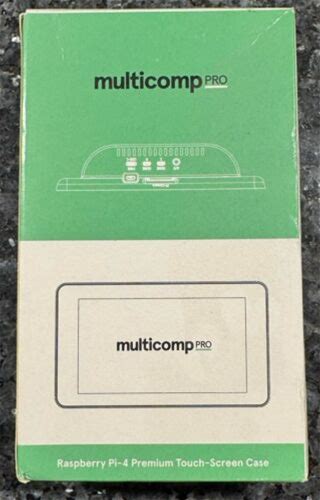 multicomp PRO
multicomp PRO
Raspberry Pi-4 Premium Touch-Screen Case